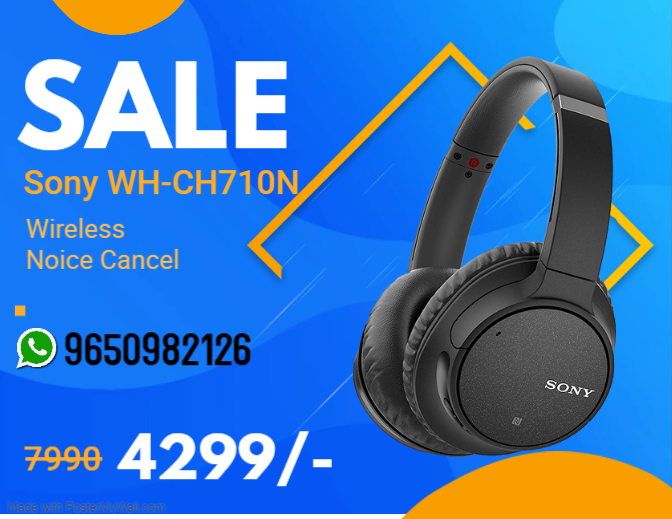 SALE
Sony WH-CH710N
Wireless
Noice Cancel
9650982126
SONY
7990 4299/-
Made with PosterMyWall.com